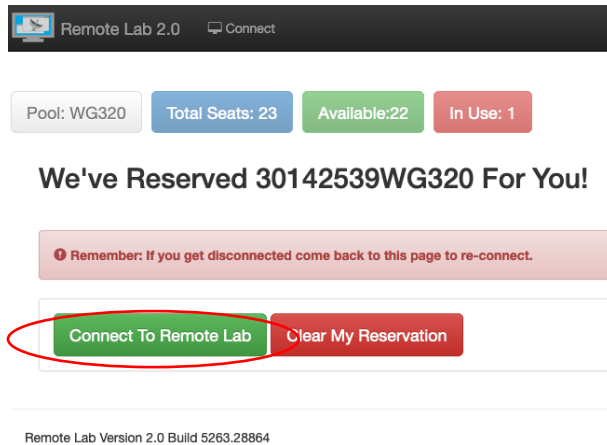 Remote Lab 2.0 Connect
Pool: WG320 Total Seats: 23 Available:22 In Use: 1
We've Reserved 30142539WG320 For You!
Remember: If you get disconnected come back to this page to re-connect.
Connect To Remote Lab Clear My Reservation
Remote Lab Version 2.0 Build 5263.28864